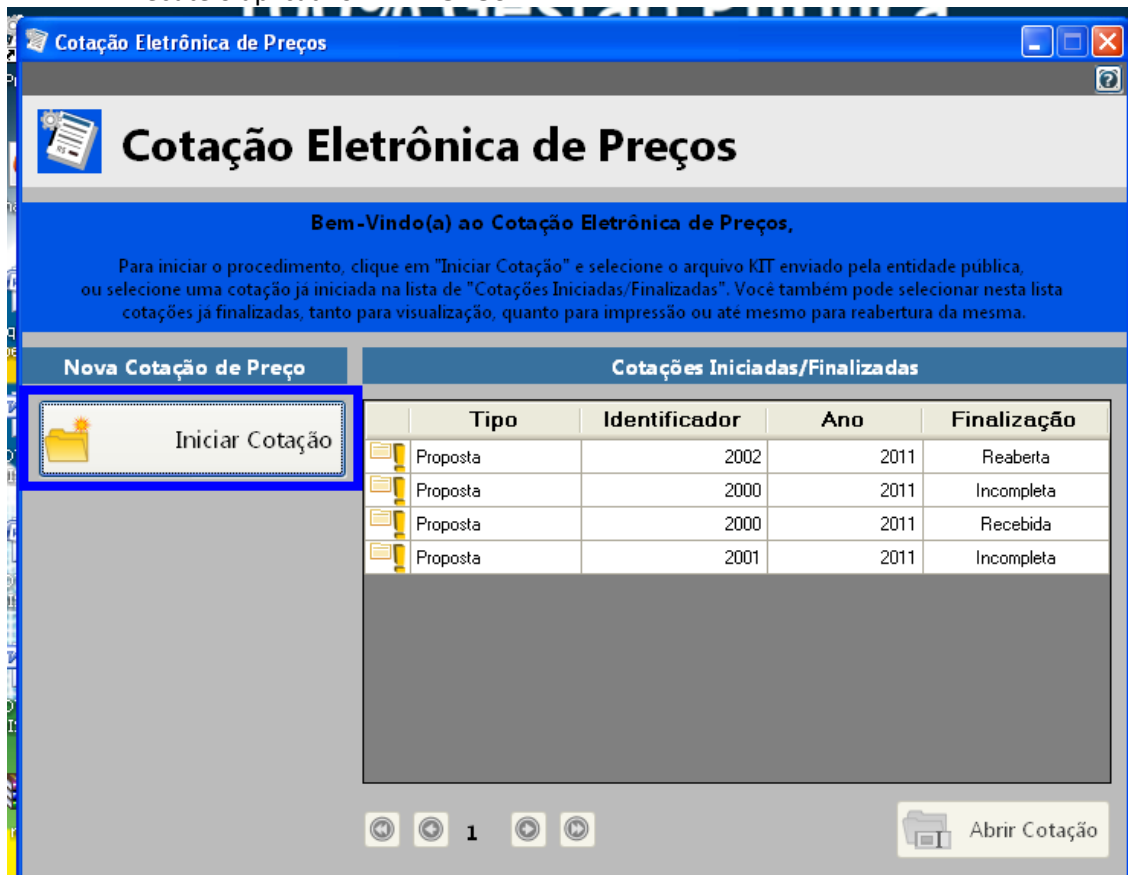 Cotação Eletrônica de Preços
Cotação Eletrônica de Preços
Bem-Vindo(a) ao Cotação Eletrônica de Preços,
Para iniciar o procedimento, clique em "Iniciar Cotação" e selecione o arquivo KIT enviado pela entidade pública,
ou selecione uma cotação já iniciada na lista de "Cotações Iniciadas/Finalizadas". Você também pode selecionar nesta lista
cotações já finalizadas, tanto para visualização, quanto para impressão ou até mesmo para reabertura da mesma.
Nova Cotação de Preço
Cotações Iniciadas/Finalizadas
Iniciar Cotação
Tipo Identificador Ano Finalização
Proposta 2002 2011 Reaberta
Proposta 2000 2011 Incompleta
Proposta 2000 2011 Recebida
Proposta 2001 2011 Incompleta
1
Abrir Cotação